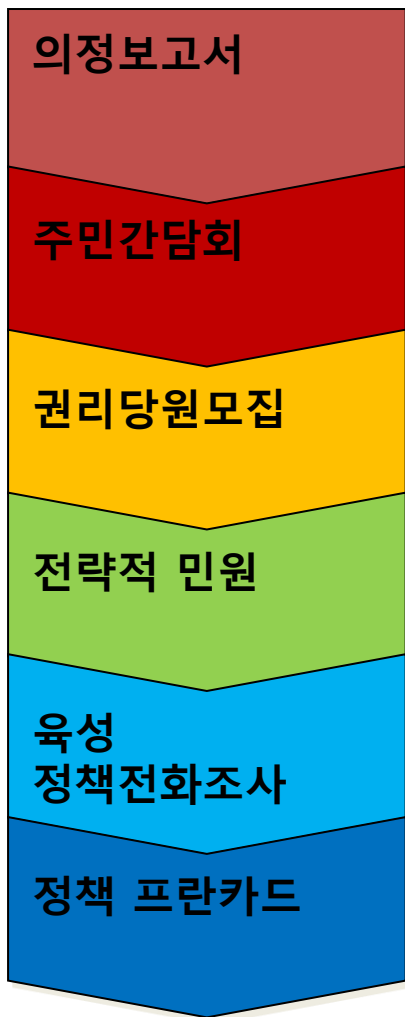 의정보고서
주민간담회
권리당원모집
전략적 민원
육성
정책전화조사
정책 프란카드